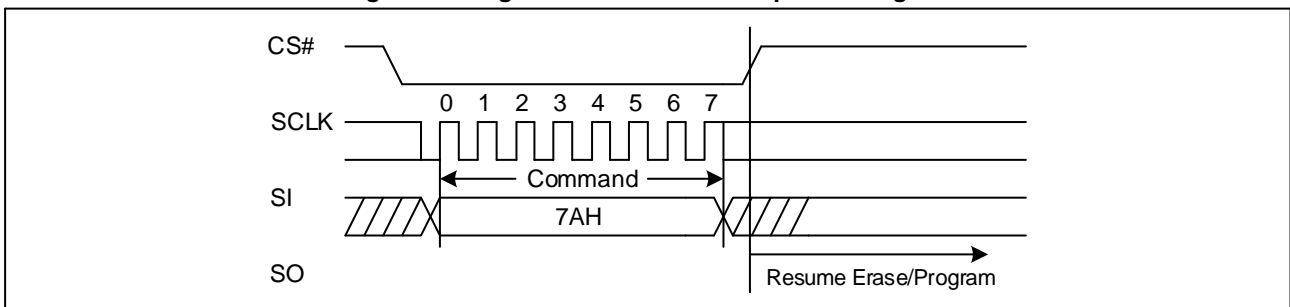 CS#
0 1 2 3 4 5 6 7
SCLK
Command
SI
7AH
SO
Resume Erase/Program